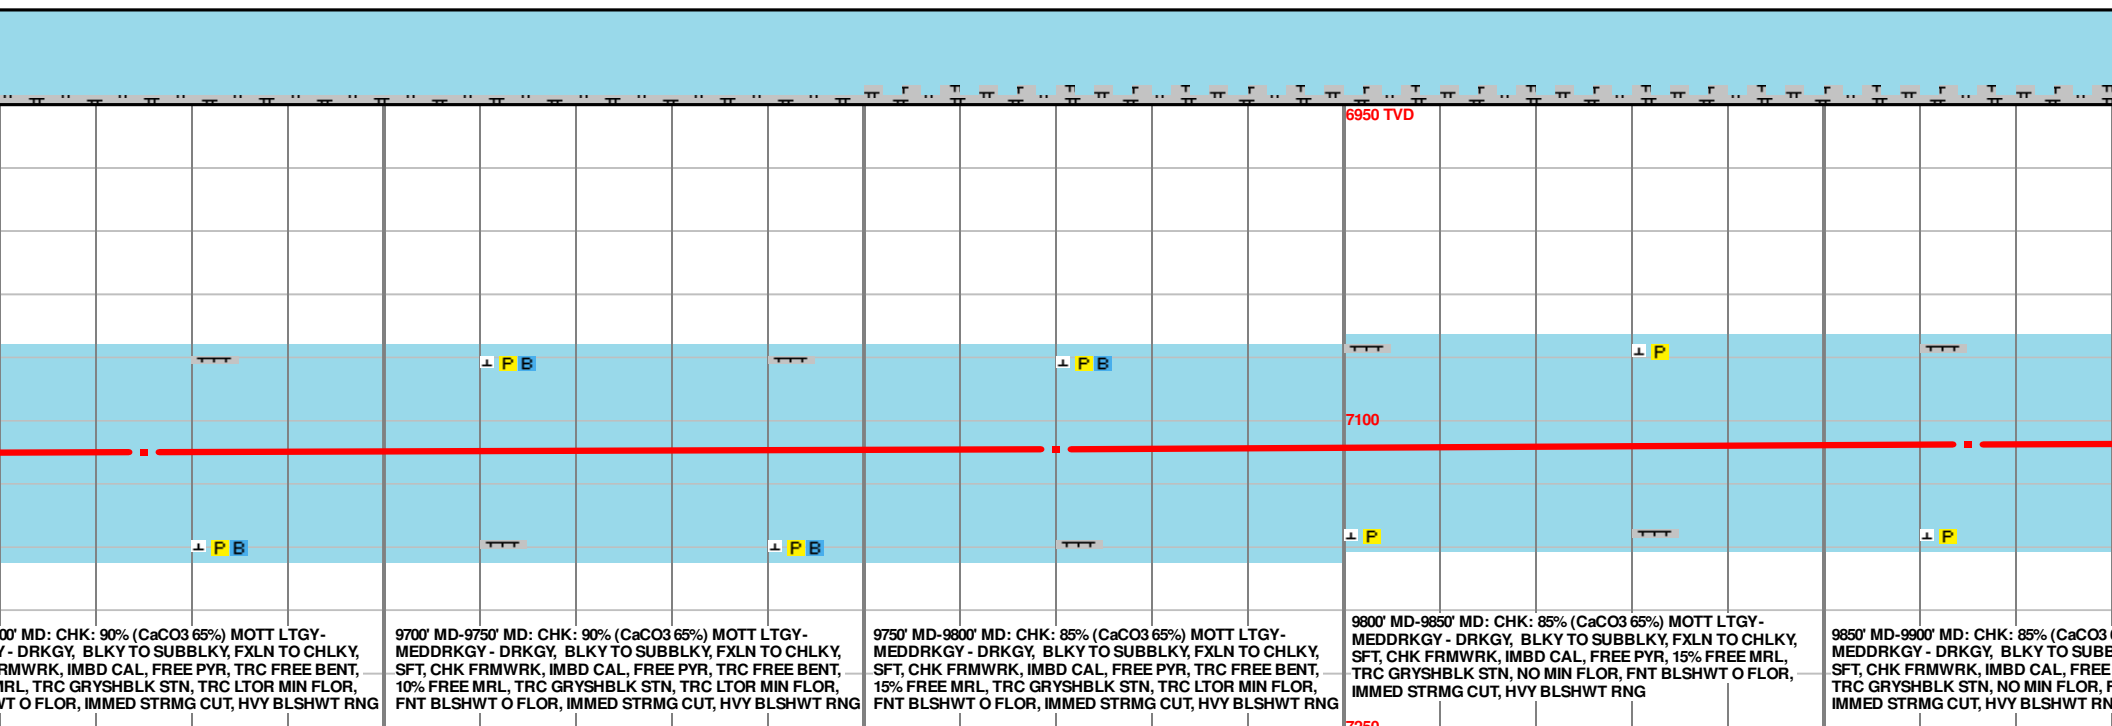 6950 TVD
P B
P B
P
7100
P B
P B
P
P
00' MD: CHK: 90% (CaCO3 65%) MOTT LTGY-
Y - DRKGY, BLKY TO SUBBLKY, FXLN TO CHLKY,
RMWRK, IMBD CAL, FREE PYR, TRC FREE BENT,
MRL, TRC GRYSHBLK STN, TRC LTOR MIN FLOR,
WT O FLOR, IMMED STRMG CUT, HVY BLSHWT RNG
9700' MD-9750' MD: CHK: 90% (CaCO3 65%) MOTT LTGY-
MEDDRKGY - DRKGY, BLKY TO SUBBLKY, FXLN TO CHLKY,
SFT, CHK FRMWRK, IMBD CAL, FREE PYR, TRC FREE BENT,
10% FREE MRL, TRC GRYSHBLK STN, TRC LTOR MIN FLOR,
FNT BLSHWT O FLOR, IMMED STRMG CUT, HVY BLSHWT RNG
9750' MD-9800' MD: CHK: 85% (CaCO3 65%) MOTT LTGY-
MEDDRKGY - DRKGY, BLKY TO SUBBLKY, FXLN TO CHLKY,
SFT, CHK FRMWRK, IMBD CAL, FREE PYR, TRC FREE BENT,
15% FREE MRL, TRC GRYSHBLK STN, TRC LTOR MIN FLOR,
FNT BLSHWT O FLOR, IMMED STRMG CUT, HVY BLSHWT RNG
9800' MD-9850' MD: CHK: 85% (CaCO3 65%) MOTT LTGY-
MEDDRKGY - DRKGY, BLKY TO SUBBLKY, FXLN TO CHLKY,
SFT, CHK FRMWRK, IMBD CAL, FREE PYR, 15% FREE MRL,
TRC GRYSHBLK STN, NO MIN FLOR, FNT BLSHWT O FLOR,
IMMED STRMG CUT, HVY BLSHWT RNG
9850' MD-9900' MD: CHK: 85% (CaCO3
MEDDRKGY - DRKGY, BLKY TO SUBB
SFT, CHK FRMWRK, IMBD CAL, FREE
TRC GRYSHBLK STN, NO MIN FLOR, F
IMMED STRMG CUT, HVY BLSHWT RN
7250